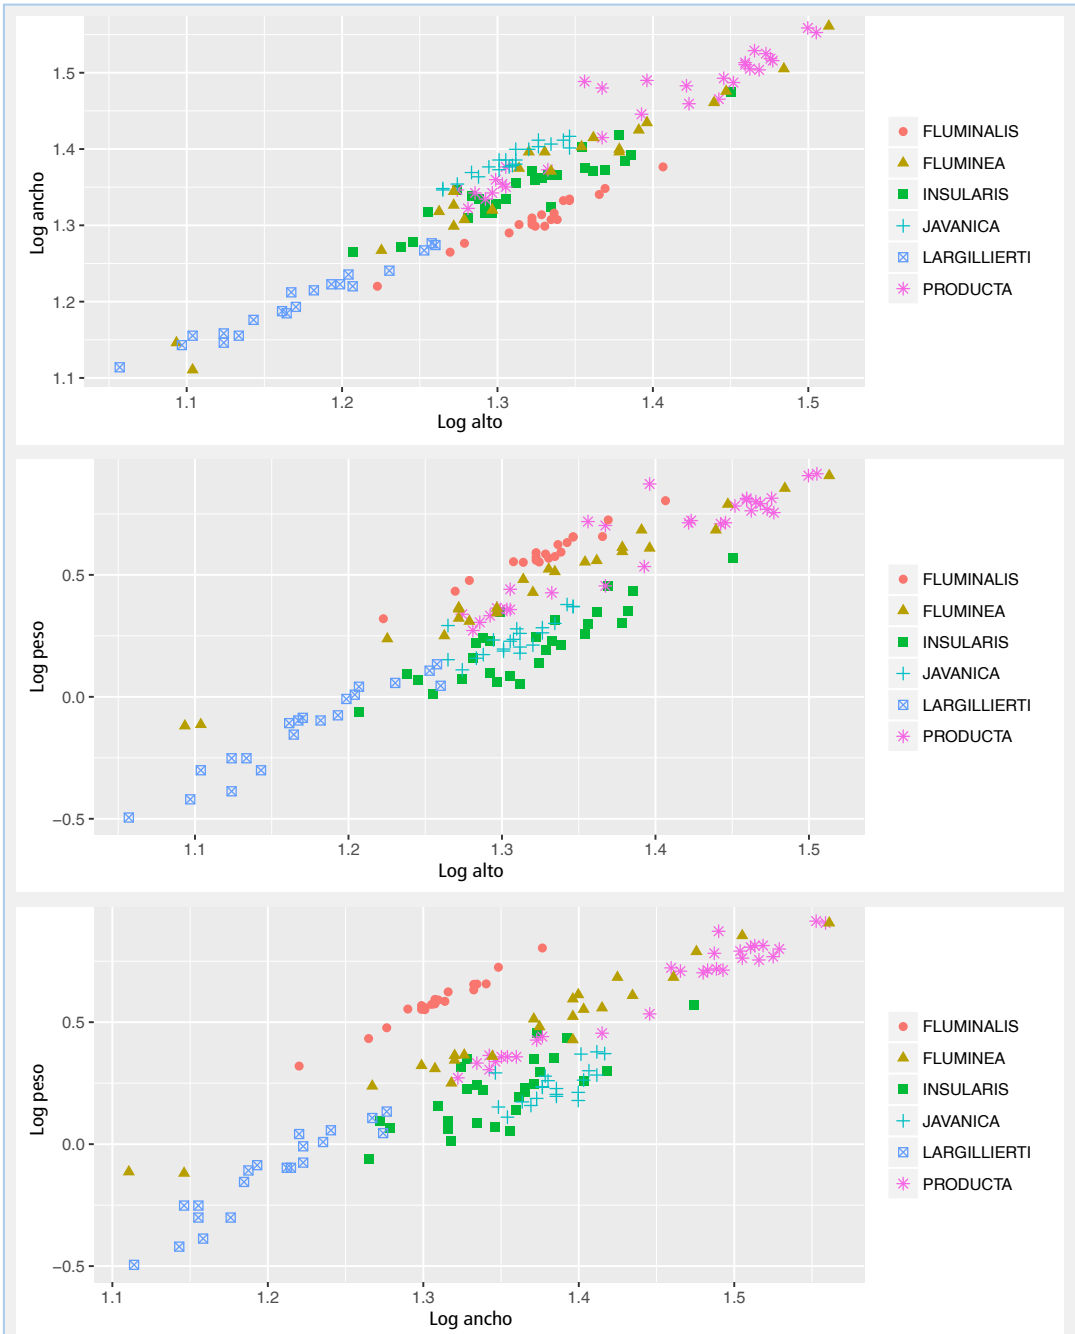 1.5
1.4
1.3
1.2
1.1
Log ancho
1.1 1.2 1.3 1.4 1.5
Log alto
FLUMINALIS
FLUMINEA
INSULARIS
JAVANICA
LARGILLIERTI
PRODUCTA
0.5
0.0
−0.5
Log peso
1.1 1.2 1.3 1.4 1.5
Log alto
FLUMINALIS
FLUMINEA
INSULARIS
JAVANICA
LARGILLIERTI
PRODUCTA
0.5
0.0
−0.5
Log peso
1.1 1.2 1.3 1.4 1.5
Log ancho
FLUMINALIS
FLUMINEA
INSULARIS
JAVANICA
LARGILLIERTI
PRODUCTA